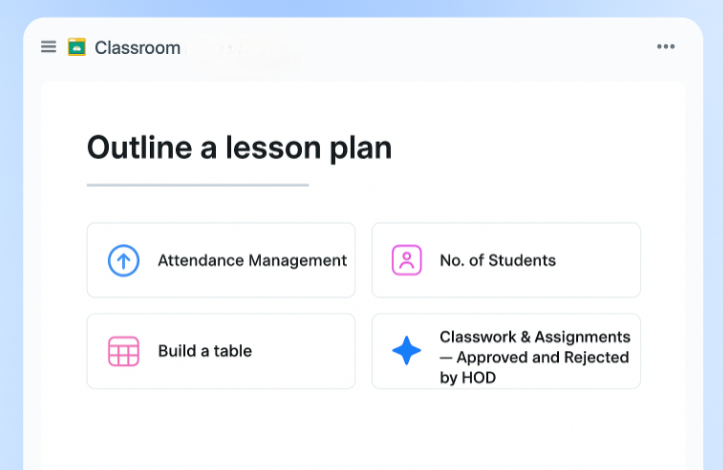 Classroom
Outline a lesson plan
Attendance Management
No. of Students
Build a table
Classwork & Assignments
— Approved and Rejected
by HOD